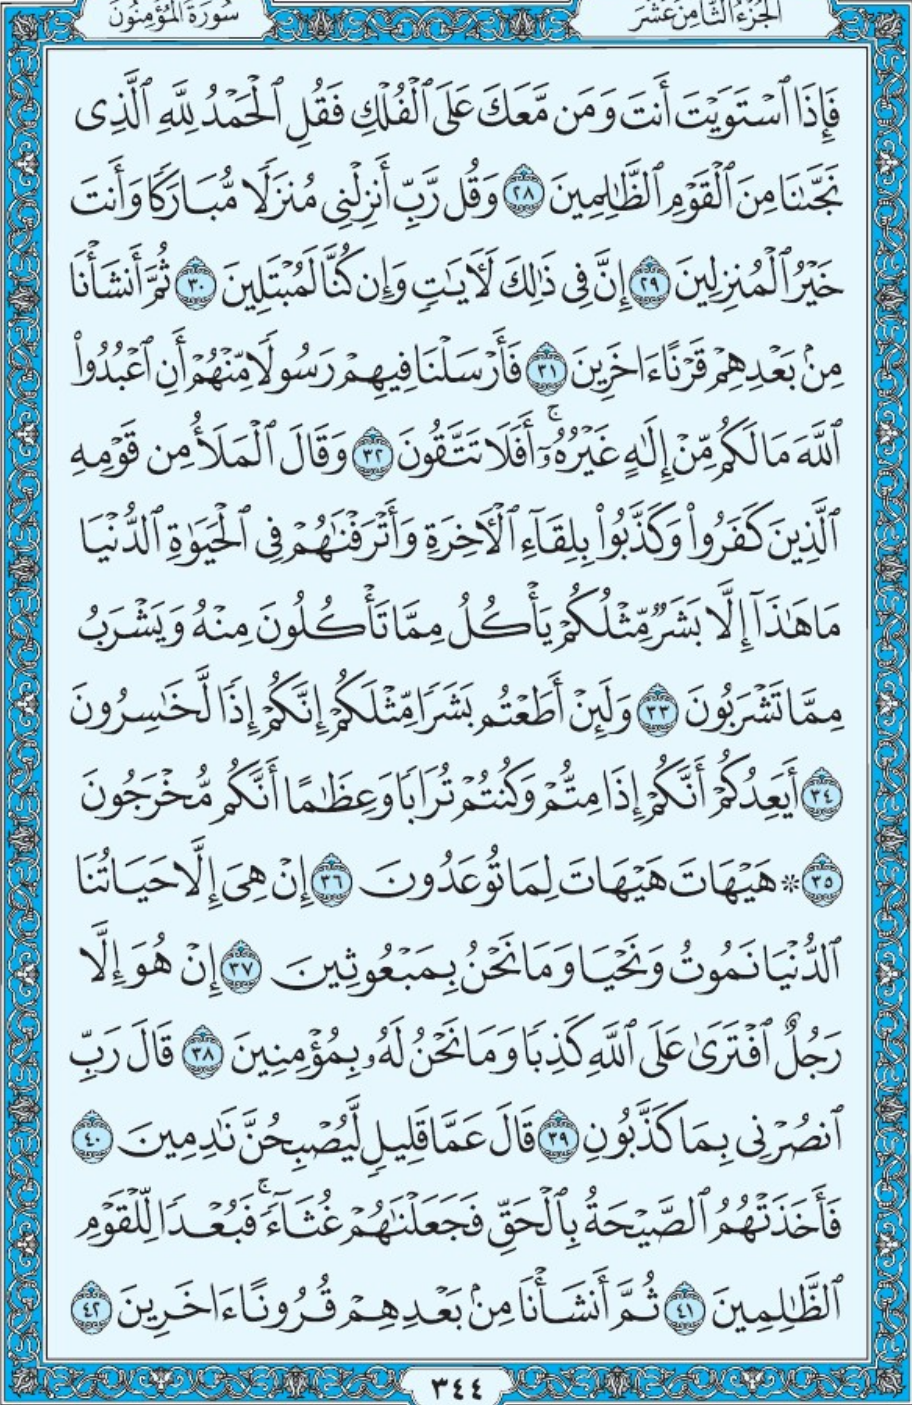 الجزء الثامن عشر
سورة المؤمنون
فَإِذَا ٱسْتَوَيْتَ أَنتَ وَمَن مَّعَكَ عَلَى ٱلْفُلْكِ فَقُلِ ٱلْحَمْدُ لِلَّهِ ٱلَّذِى
نَجَّىٰنَا مِنَ ٱلْقَوْمِ ٱلظَّٰلِمِينَ ٢٨ وَقُل رَّبِّ أَنزِلْنِى مُنزَلًا مُّبَارَكًا وَأَنتَ
خَيْرُ ٱلْمُنزِلِينَ ٢٩ إِنَّ فِى ذَٰلِكَ لَءَايَٰتٍ وَإِن كُنَّا لَمُبْتَلِينَ ٣٠ ثُمَّ أَنشَأْنَا
مِنۢ بَعْدِهِمْ قَرْنًا ءَاخَرِينَ ٣١ فَأَرْسَلْنَا فِيهِمْ رَسُولًا مِّنْهُمْ أَنِ ٱعْبُدُوا۟
ٱللَّهَ مَا لَكُم مِّنْ إِلَٰهٍ غَيْرُهُۥٓ ۚ أَفَلَا تَتَّقُونَ ٣٢ وَقَالَ ٱلْمَلَأُ مِن قَوْمِهِ
ٱلَّذِينَ كَفَرُوا۟ وَكَذَّبُوا۟ بِلِقَآءِ ٱلْءَاخِرَةِ وَأَتْرَفْنَٰهُمْ فِى ٱلْحَيَوٰةِ ٱلدُّنْيَا
مَا هَٰذَآ إِلَّا بَشَرٌ مِّثْلُكُمْ يَأْكُلُ مِمَّا تَأْكُلُونَ مِنْهُ وَيَشْرَبُ
مِمَّا تَشْرَبُونَ ٣٣ وَلَئِنْ أَطَعْتُم بَشَرًا مِّثْلَكُمْ إِنَّكُمْ إِذًا لَّخَٰسِرُونَ
٣٤ أَيَعِدُكُمْ أَنَّكُمْ إِذَا مِتُّمْ وَكُنتُمْ تُرَابًا وَعِظَٰمًا أَنَّكُم مُّخْرَجُونَ
٣٥ ۞ هَيْهَاتَ هَيْهَاتَ لِمَا تُوعَدُونَ ٣٦ إِنْ هِىَ إِلَّا حَيَاتُنَا
ٱلدُّنْيَا نَمُوتُ وَنَحْيَا وَمَا نَحْنُ بِمَبْعُوثِينَ ٣٧ إِنْ هُوَ إِلَّا
رَجُلٌ ٱفْتَرَىٰ عَلَى ٱللَّهِ كَذِبًا وَمَا نَحْنُ لَهُۥ بِمُؤْمِنِينَ ٣٨ قَالَ رَبِّ
ٱنصُرْنِى بِمَا كَذَّبُونِ ٣٩ قَالَ عَمَّا قَلِيلٍ لَّيُصْبِحُنَّ نَٰدِمِينَ ٤٠
فَأَخَذَتْهُمُ ٱلصَّيْحَةُ بِٱلْحَقِّ فَجَعَلْنَٰهُمْ غُثَآءً ۚ فَبُعْدًا لِّلْقَوْمِ
ٱلظَّٰلِمِينَ ٤١ ثُمَّ أَنشَأْنَا مِنۢ بَعْدِهِمْ قُرُونًا ءَاخَرِينَ ٤٢
٣٤٤